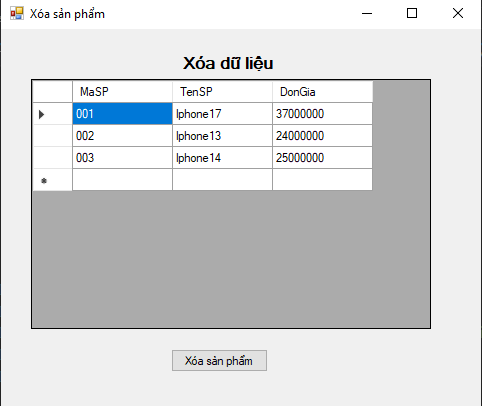 Xóa sản phẩm
Xóa dữ liệu
MaSP TenSP DonGia
001 Iphone17 37000000
002 Iphone13 24000000
003 Iphone14 25000000
Xóa sản phẩm